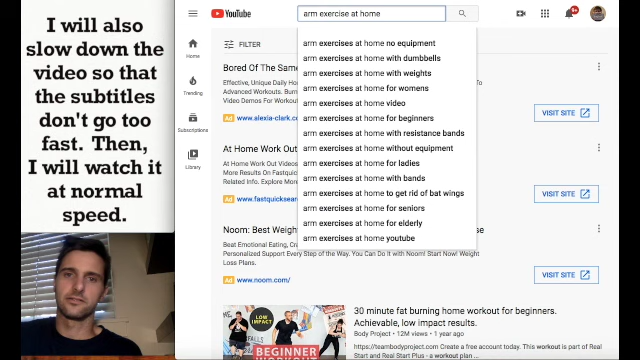 I will also
slow down the
video so that
the subtitles
don't go too
fast. Then,
I will watch it
at normal
speed.
YouTube
arm exercise at home
9+
Home
Trending
Subscriptions
Library
FILTER
arm exercises at home no equipment
arm exercises at home with dumbbells
arm exercises at home with weights
arm exercises at home for womens
arm exercises at home video
arm exercises at home for beginners
arm exercises at home with resistance bands
arm exercises at home without equipment
arm exercises at home for ladies
arm exercises at home with bands
arm exercises at home to get rid of bat wings
arm exercises at home for seniors
arm exercises at home for elderly
arm exercises at home youtube
Bored Of The Same
Effective, Unique Daily Ho
Advanced Workouts. Burn
Video Demos For Workout
Ad www.alexia-clark.co
VISIT SITE
At Home Work Out
At Home Work Out Videos
More Results On Fastquic
Related Info. Explore More
Ad www.fastquicksear
VISIT SITE
Noom: Best Weigh
Beat Emotional Eating, Cra
Personalized Support Every Step of the Way. You Can Do it with Noom! Start Now! Lose Weight
Plans
Ad www.noom.com/
VISIT SITE
LOW
IMPACT
BEGINNER
WORKOUT
30 minute fat burning home workout for beginners.
Achievable, low impact results.
Body Project • 12M views • 1 year ago
https://teambodyproject.com Create a free account today. This workout is part of Real
Start and Real Start Plus - a workout plan ...